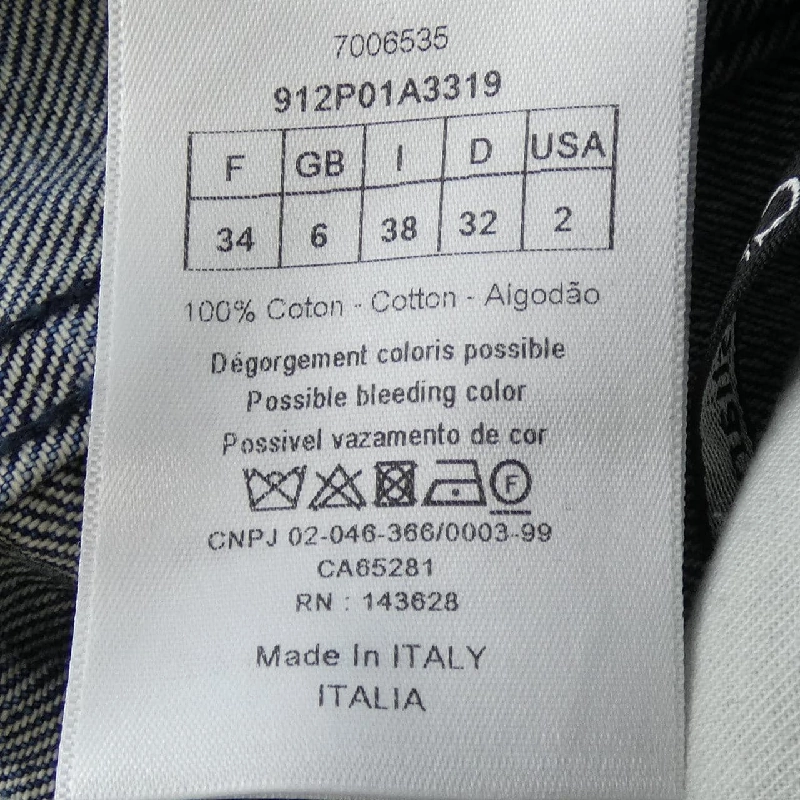 7006535
912P01A3319
F GB I D USA
34 6 38 32 2
100% Coton - Cotton - Algodão
Dégorgement coloris possible
Possible bleeding color
Possivel vazamento de cor
F
CNPJ 02-046-366/0003-99
CA65281
RN : 143628
Made In ITALY
ITALIA